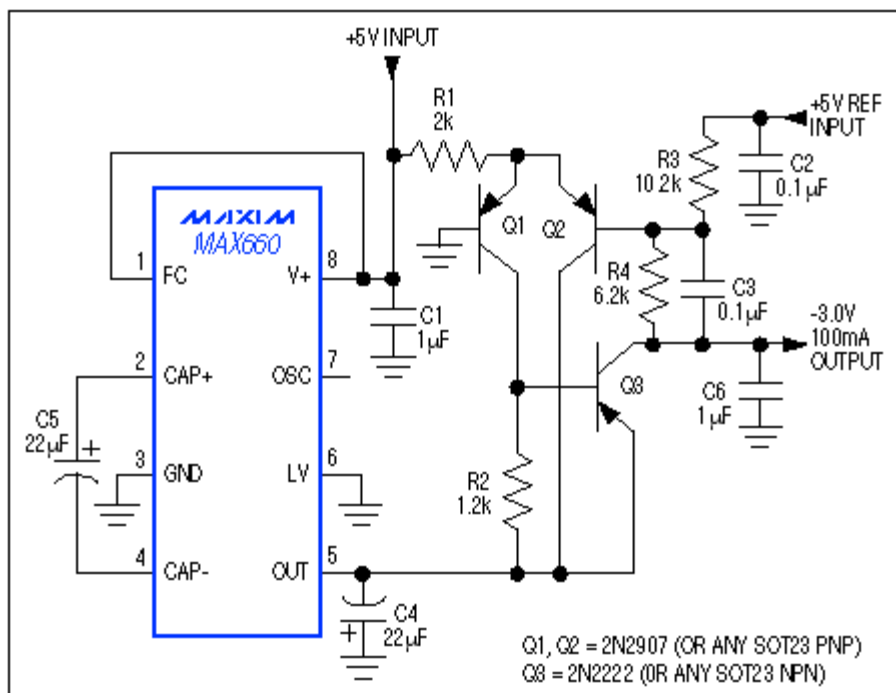 +5V INPUT
R1
2k
+5V REF
INPUT
R3
10.2k
C2
0.1µF
MAXIM
MAX660
Q1
Q2
1
FC
V+
8
R4
6.2k
C3
0.1µF
C1
1µF
-3.0V
100mA
OUTPUT
2
CAP+
OSC
7
Q3
C6
1µF
C5
22µF
+
3
GND
LV
6
R2
1.2k
4
CAP-
OUT
5
C4
22µF
+
Q1, Q2 = 2N2907 (OR ANY SOT23 PNP)
Q3 = 2N2222 (0R ANY SOT23 NPN)